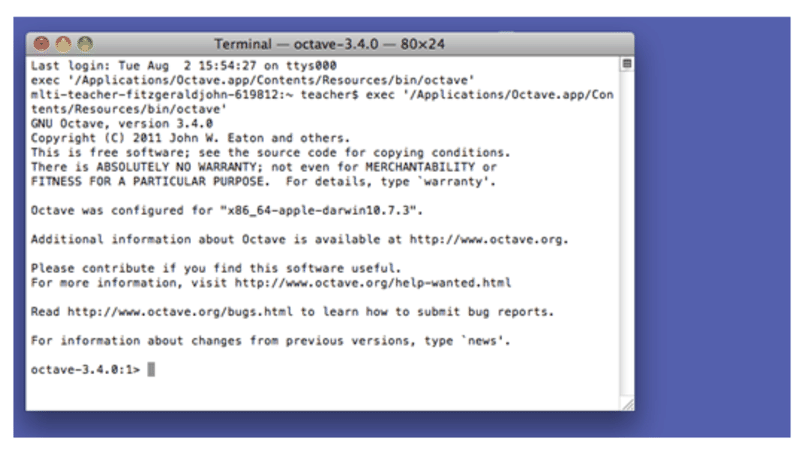 Terminal — octave-3.4.0 — 80×24
Last login: Tue Aug  2 15:54:27 on ttys000
exec '/Applications/Octave.app/Contents/Resources/bin/octave'
mlti-teacher-fitzgeraldjohn-619812:~ teacher$ exec '/Applications/Octave.app/Con
tents/Resources/bin/octave'
GNU Octave, version 3.4.0
Copyright (C) 2011 John W. Eaton and others.
This is free software; see the source code for copying conditions.
There is ABSOLUTELY NO WARRANTY; not even for MERCHANTABILITY or
FITNESS FOR A PARTICULAR PURPOSE.  For details, type `warranty'.
Octave was configured for "x86_64-apple-darwin10.7.3".
Additional information about Octave is available at http://www.octave.org.
Please contribute if you find this software useful.
For more information, visit http://www.octave.org/help-wanted.html
Read http://www.octave.org/bugs.html to learn how to submit bug reports.
For information about changes from previous versions, type `news'.
octave-3.4.0:1>